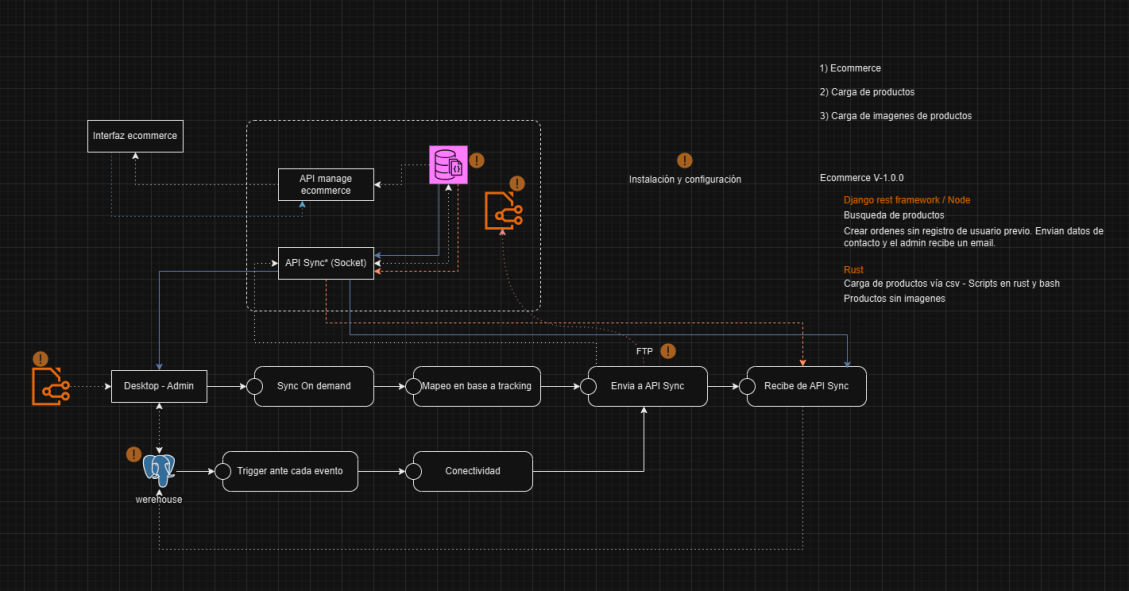 1) Ecommerce
2) Carga de productos
3) Carga de imagenes de productos
Interfaz ecommerce
API manage
ecommerce
API Sync* (Socket)
Instalación y configuración
Ecommerce V-1.0.0
Django rest framework / Node
Busqueda de productos
Crear ordenes sin registro de usuario previo. Envian datos de
contacto y el admin recibe un email.
Rust
Carga de productos vía csv - Scripts en rust y bash
Productos sin imagenes
FTP
Desktop - Admin
Sync On demand
Mapeo en base a tracking
Envia a API Sync
Recibe de API Sync
Trigger ante cada evento
Conectividad
werehouse